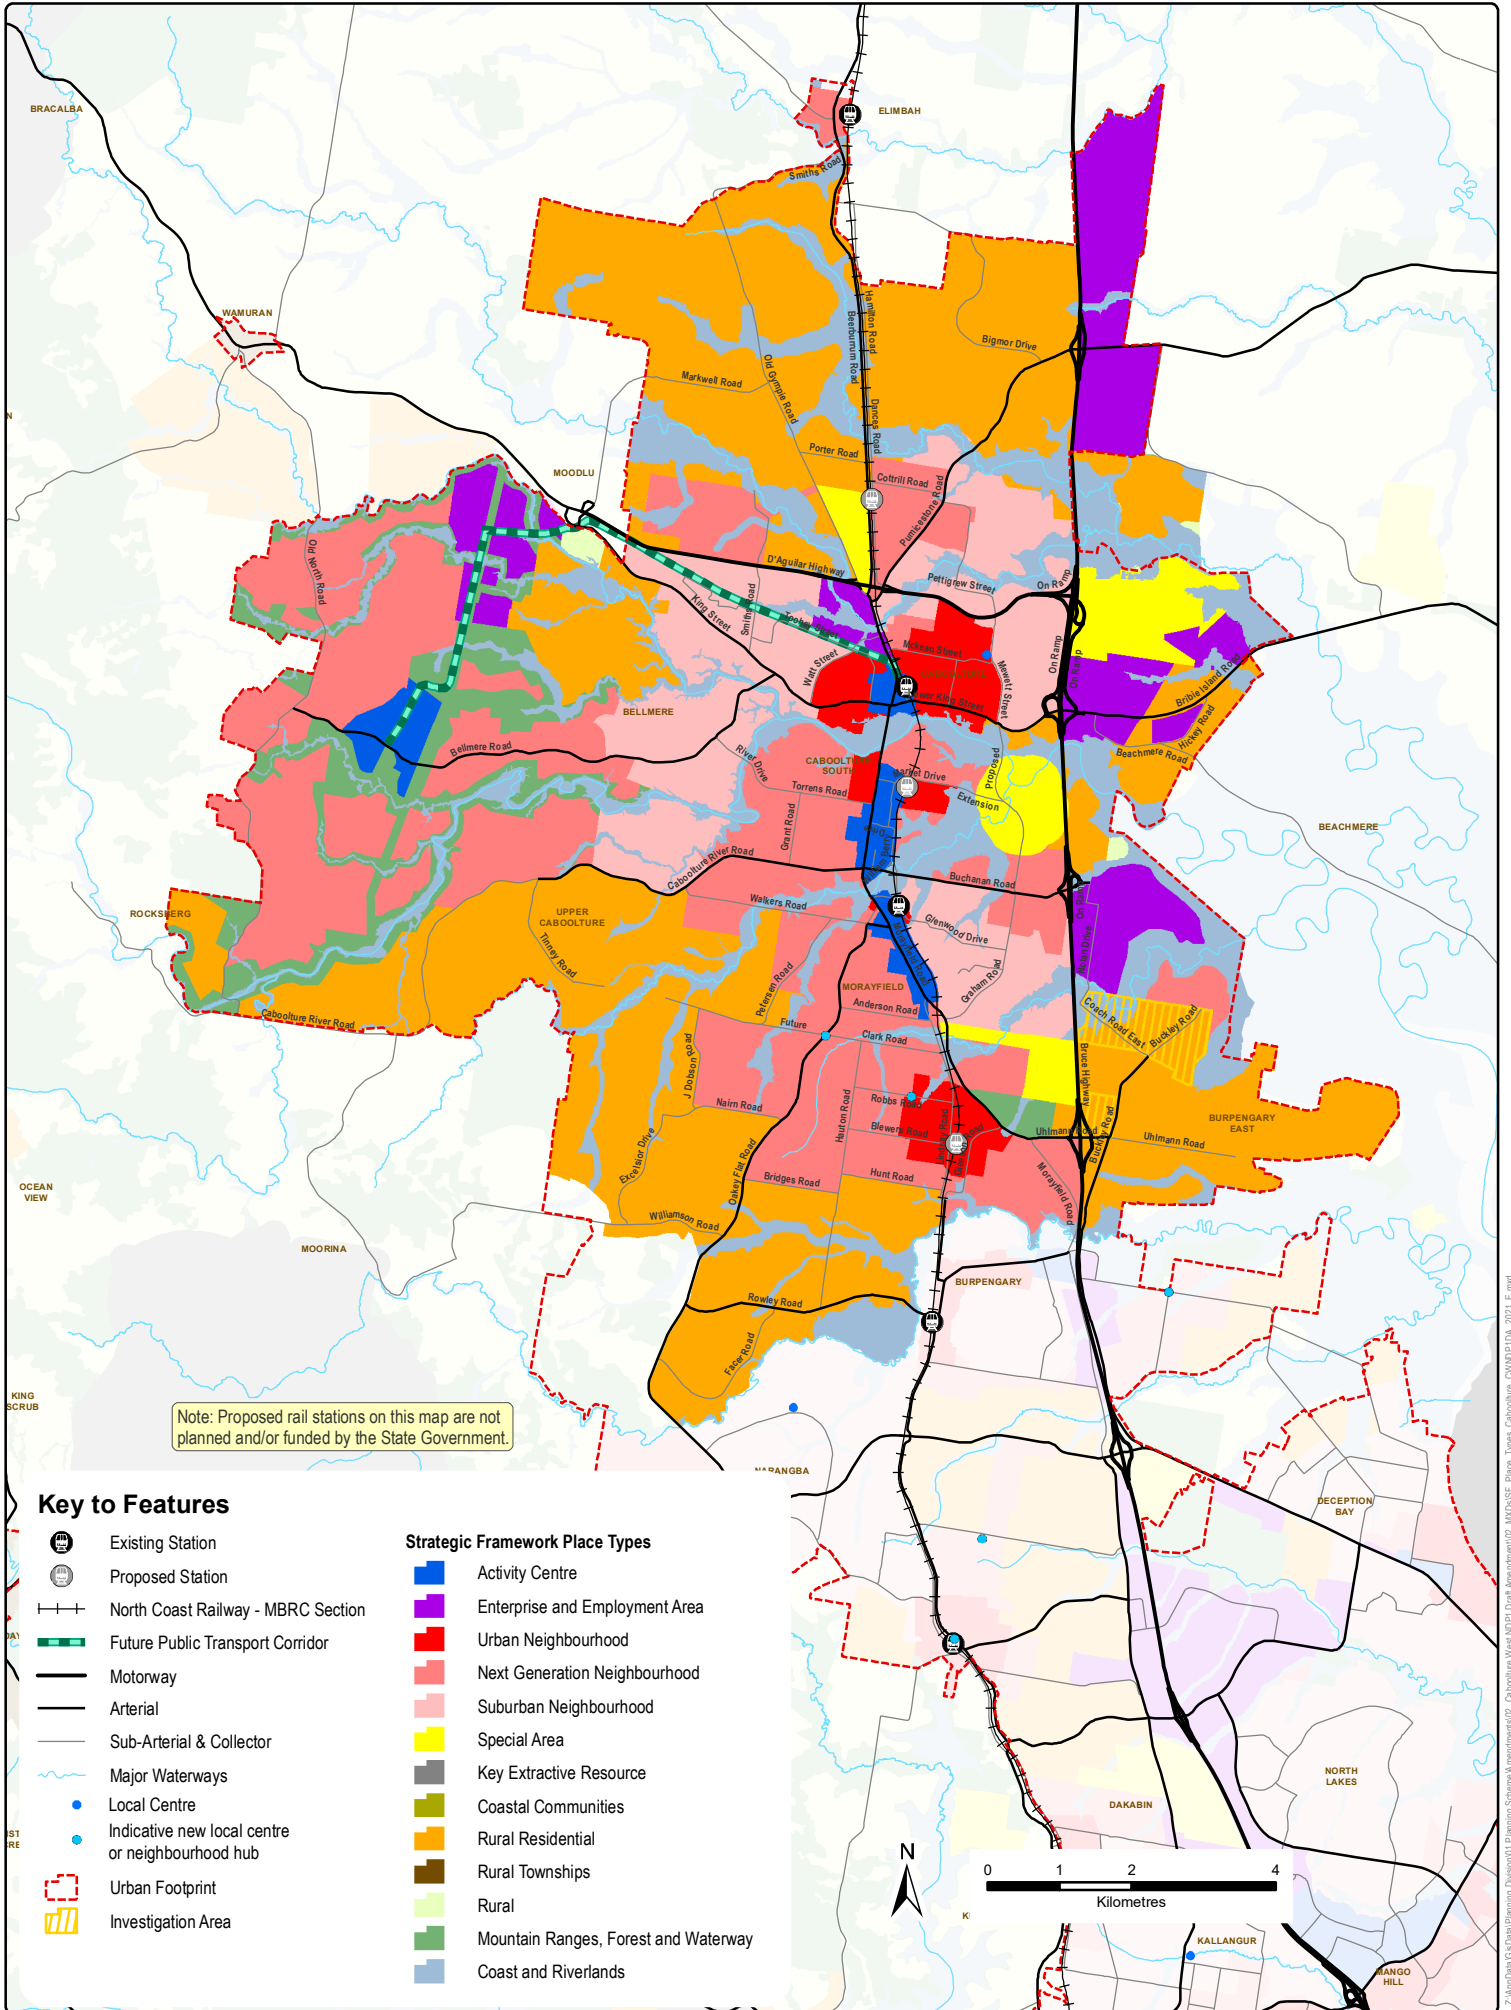 BRACALBA
ELIMBAH
Smiths Road
WAMURAN
Hamilton Road
Beerburrum Road
Bigmor Drive
Old Gympie Road
Markwell Road
Dances Road
Porter Road
MOODLU
Cottrill Road
Pumicestone Road
Old North Road
D'Aguilar Highway
Pettigrew Street
On Ramp
King Street
Smiths Road
Watt Street
McKean Street
Mewett Street
On Ramp
On Ramp
King Street
Bribie Island Road
Hickey Road
Beachmere Road
BELLMERE
Bellmere Road
River Drive
CABOOLTURE
SOUTH
Market Drive
Proposed
Extension
Torrens Road
Grant Road
BEACHMERE
Caboolture River Road
Buchanan Road
On Ramp
ROCKSBERG
UPPER
CABOOLTURE
Walkers Road
Glenwood Drive
Tinney Road
Petersen Road
Morayfield Road
Graham Road
MORAYFIELD
Anderson Road
Caboolture River Road
Future
Clark Road
Coach Road East
Buckley Road
J Dobson Road
Bruce Highway
Nairn Road
Hauton Road
Robbs Road
Blewers Road
Uhlmann Road
Buckley Road
Uhlmann Road
BURPENGARY
EAST
Excelsior Drive
Oakey Flat Road
Bridges Road
Hunt Road
Morayfield Road
OCEAN
VIEW
Williamson Road
MOORINA
BURPENGARY
Rowley Road
Facer Road
KING
SCRUB
Note: Proposed rail stations on this map are not
planned and/or funded by the State Government.
NARANGBA
DECEPTION
BAY
Key to Features
Existing Station
Proposed Station
North Coast Railway - MBRC Section
Future Public Transport Corridor
Motorway
Arterial
Sub-Arterial & Collector
Major Waterways
Local Centre
Indicative new local centre
or neighbourhood hub
Urban Footprint
Investigation Area
Strategic Framework Place Types
Activity Centre
Enterprise and Employment Area
Urban Neighbourhood
Next Generation Neighbourhood
Suburban Neighbourhood
Special Area
Key Extractive Resource
Coastal Communities
Rural Residential
Rural Townships
Rural
Mountain Ranges, Forest and Waterway
Coast and Riverlands
NORTH
LAKES
DAKABIN
N
0 1 2 4
Kilometres
KALLANGUR
MANGO
HILL